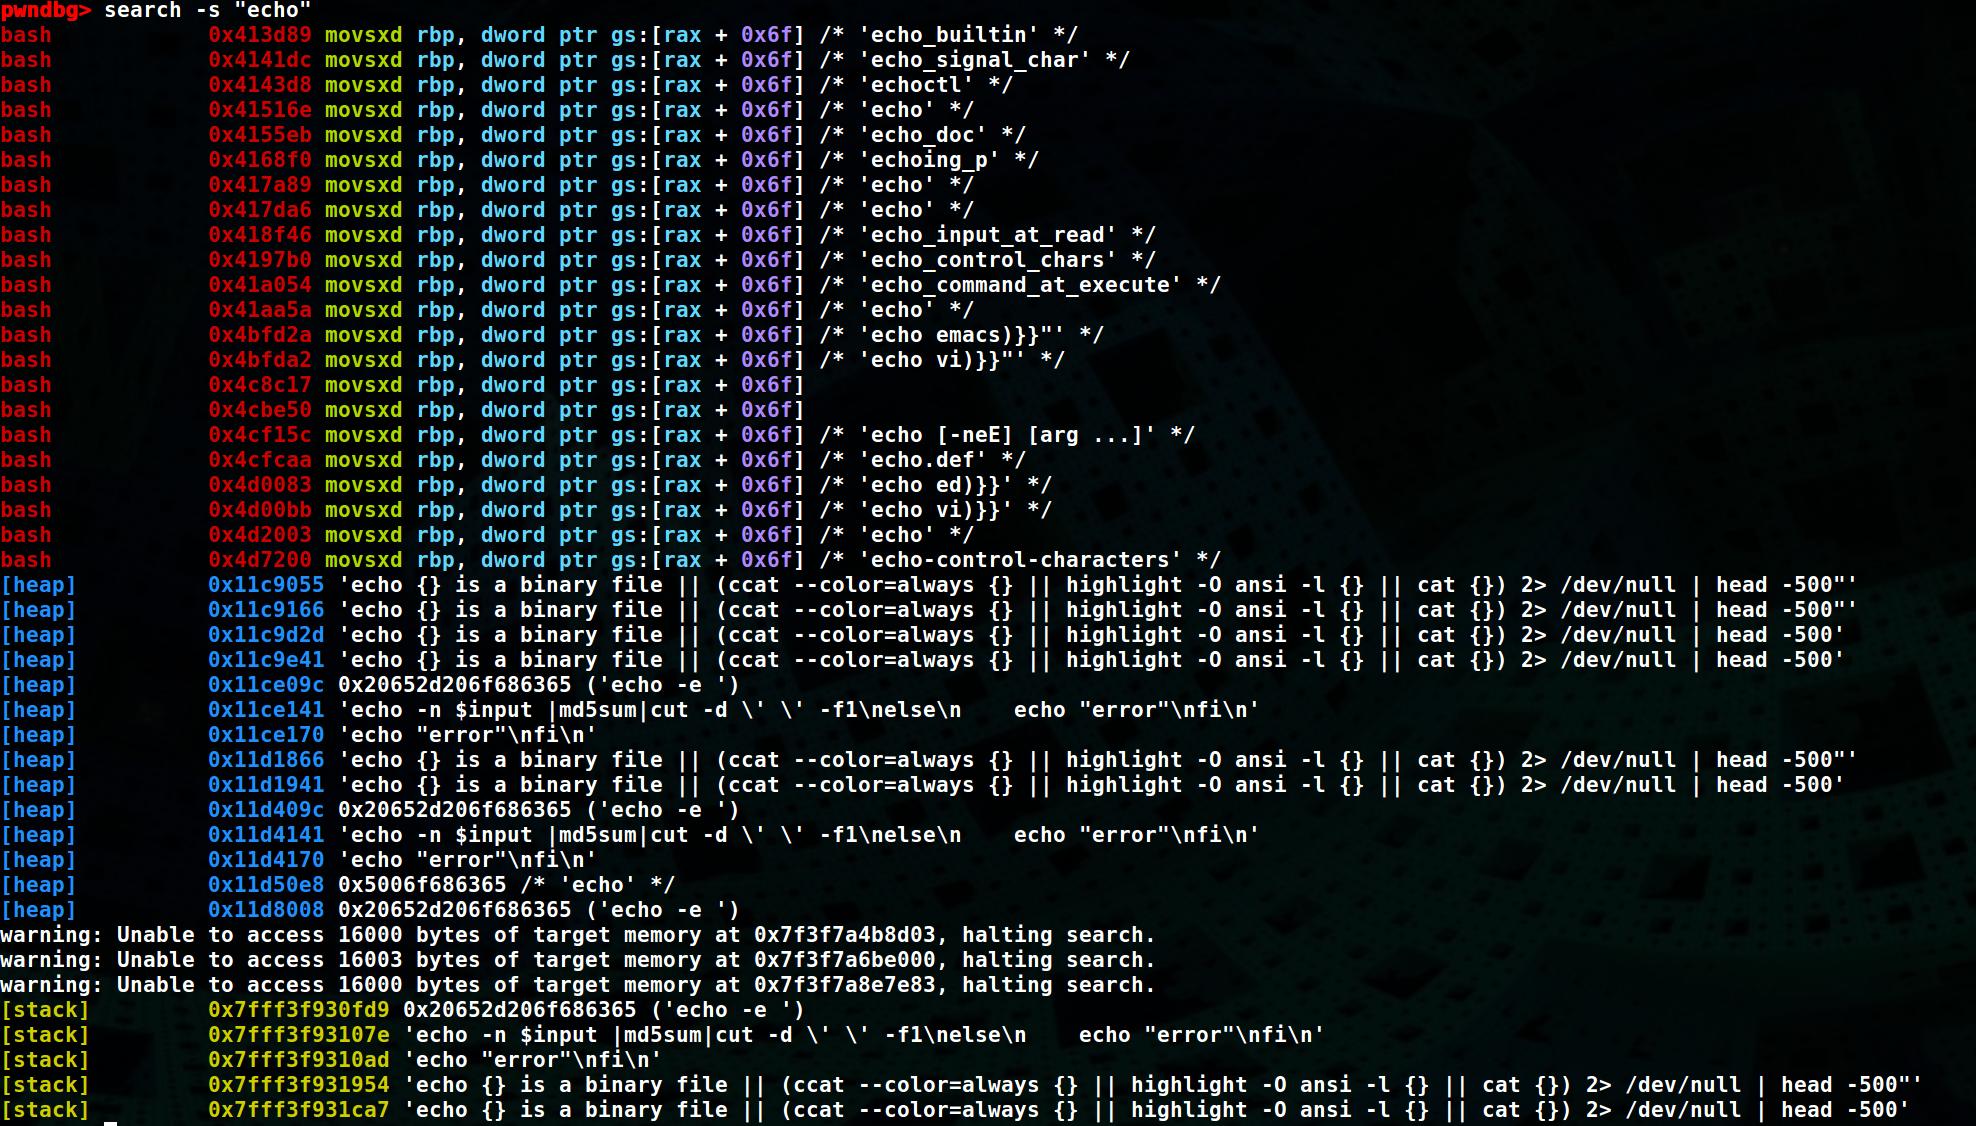 pwndbg> search -s "echo"
bash            0x413d89 movsxd rbp, dword ptr gs:[rax + 0x6f] /* 'echo_builtin' */
bash            0x4141dc movsxd rbp, dword ptr gs:[rax + 0x6f] /* 'echo_signal_char' */
bash            0x4143d8 movsxd rbp, dword ptr gs:[rax + 0x6f] /* 'echoctl' */
bash            0x41516e movsxd rbp, dword ptr gs:[rax + 0x6f] /* 'echo' */
bash            0x4155eb movsxd rbp, dword ptr gs:[rax + 0x6f] /* 'echo_doc' */
bash            0x4168f0 movsxd rbp, dword ptr gs:[rax + 0x6f] /* 'echoing_p' */
bash            0x417a89 movsxd rbp, dword ptr gs:[rax + 0x6f] /* 'echo' */
bash            0x417da6 movsxd rbp, dword ptr gs:[rax + 0x6f] /* 'echo' */
bash            0x418f46 movsxd rbp, dword ptr gs:[rax + 0x6f] /* 'echo_input_at_read' */
bash            0x4197b0 movsxd rbp, dword ptr gs:[rax + 0x6f] /* 'echo_control_chars' */
bash            0x41a054 movsxd rbp, dword ptr gs:[rax + 0x6f] /* 'echo_command_at_execute' */
bash            0x41aa5a movsxd rbp, dword ptr gs:[rax + 0x6f] /* 'echo' */
bash            0x4bfd2a movsxd rbp, dword ptr gs:[rax + 0x6f] /* 'echo emacs)}}"' */
bash            0x4bfda2 movsxd rbp, dword ptr gs:[rax + 0x6f] /* 'echo vi)}}"' */
bash            0x4c8c17 movsxd rbp, dword ptr gs:[rax + 0x6f]
bash            0x4cbe50 movsxd rbp, dword ptr gs:[rax + 0x6f]
bash            0x4cf15c movsxd rbp, dword ptr gs:[rax + 0x6f] /* 'echo [-neE] [arg ...]' */
bash            0x4cfcaa movsxd rbp, dword ptr gs:[rax + 0x6f] /* 'echo.def' */
bash            0x4d0083 movsxd rbp, dword ptr gs:[rax + 0x6f] /* 'echo ed)}}' */
bash            0x4d00bb movsxd rbp, dword ptr gs:[rax + 0x6f] /* 'echo vi)}}' */
bash            0x4d2003 movsxd rbp, dword ptr gs:[rax + 0x6f] /* 'echo' */
bash            0x4d7200 movsxd rbp, dword ptr gs:[rax + 0x6f] /* 'echo-control-characters' */
[heap]          0x11c9055 'echo {} is a binary file || (ccat --color=always {} || highlight -O ansi -l {} || cat {}) 2> /dev/null | head -500"'
[heap]          0x11c9166 'echo {} is a binary file || (ccat --color=always {} || highlight -O ansi -l {} || cat {}) 2> /dev/null | head -500"'
[heap]          0x11c9d2d 'echo {} is a binary file || (ccat --color=always {} || highlight -O ansi -l {} || cat {}) 2> /dev/null | head -500'
[heap]          0x11c9e41 'echo {} is a binary file || (ccat --color=always {} || highlight -O ansi -l {} || cat {}) 2> /dev/null | head -500'
[heap]          0x11ce09c 0x20652d206f686365 ('echo -e ')
[heap]          0x11ce141 'echo -n $input |md5sum|cut -d \' \' -f1\nelse\n    echo "error"\nfi\n'
[heap]          0x11ce170 'echo "error"\nfi\n'
[heap]          0x11d1866 'echo {} is a binary file || (ccat --color=always {} || highlight -O ansi -l {} || cat {}) 2> /dev/null | head -500"'
[heap]          0x11d1941 'echo {} is a binary file || (ccat --color=always {} || highlight -O ansi -l {} || cat {}) 2> /dev/null | head -500'
[heap]          0x11d409c 0x20652d206f686365 ('echo -e ')
[heap]          0x11d4141 'echo -n $input |md5sum|cut -d \' \' -f1\nelse\n    echo "error"\nfi\n'
[heap]          0x11d4170 'echo "error"\nfi\n'
[heap]          0x11d50e8 0x5006f686365 /* 'echo' */
[heap]          0x11d8008 0x20652d206f686365 ('echo -e ')
warning: Unable to access 16000 bytes of target memory at 0x7f3f7a4b8d03, halting search.
warning: Unable to access 16003 bytes of target memory at 0x7f3f7a6be000, halting search.
warning: Unable to access 16000 bytes of target memory at 0x7f3f7a8e7e83, halting search.
[stack]         0x7fff3f930fd9 0x20652d206f686365 ('echo -e ')
[stack]         0x7fff3f93107e 'echo -n $input |md5sum|cut -d \' \' -f1\nelse\n    echo "error"\nfi\n'
[stack]         0x7fff3f9310ad 'echo "error"\nfi\n'
[stack]         0x7fff3f931954 'echo {} is a binary file || (ccat --color=always {} || highlight -O ansi -l {} || cat {}) 2> /dev/null | head -500"'
[stack]         0x7fff3f931ca7 'echo {} is a binary file || (ccat --color=always {} || highlight -O ansi -l {} || cat {}) 2> /dev/null | head -500'